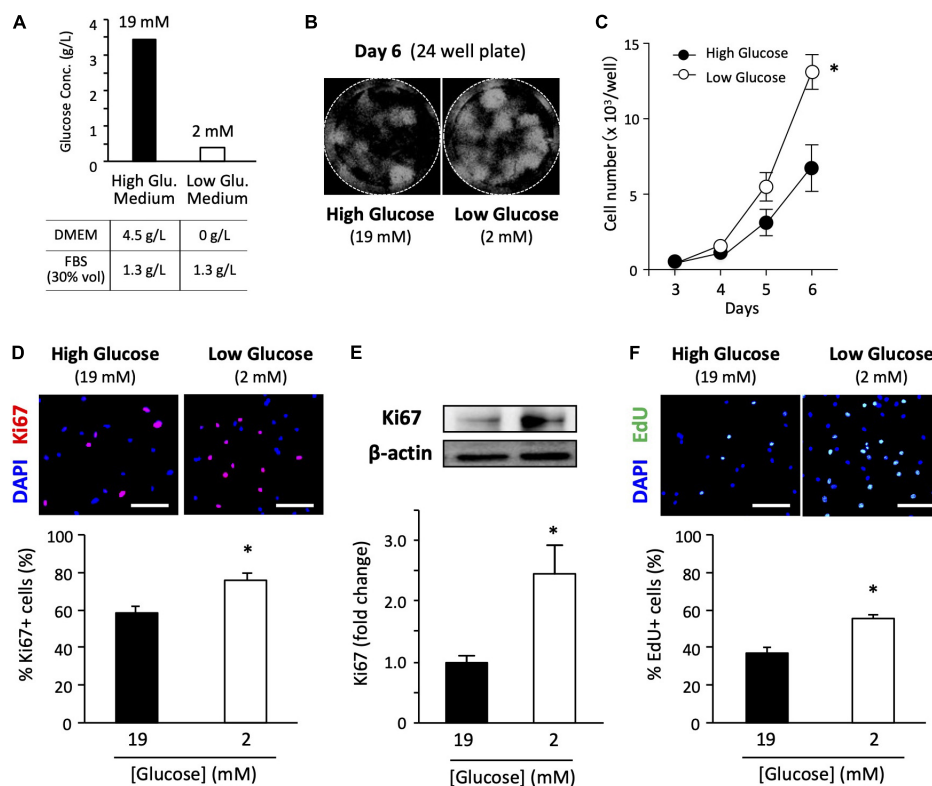 A
Glucose Conc. (g/L)
4
3
2
1
0
19 mM
2 mM
High Glu.
Medium
Low Glu.
Medium
DMEM
4.5 g/L
0 g/L
FBS
(30% vol)
1.3 g/L
1.3 g/L
B
Day 6 (24 well plate)
High Glucose
(19 mM)
Low Glucose
(2 mM)
C
Cell number (x 10³/well)
15
10
5
0
High Glucose
Low Glucose
*
3
4
5
6
Days
D
High Glucose
(19 mM)
Low Glucose
(2 mM)
DAPI Ki67
% Ki67+ cells (%)
100
80
60
40
20
0
*
19
2
[Glucose] (mM)
E
Ki67
β-actin
Ki67 (fold change)
3.0
2.0
1.0
0
*
19
2
[Glucose] (mM)
F
High Glucose
(19 mM)
Low Glucose
(2 mM)
DAPI EdU
% EdU+ cells (%)
100
80
60
40
20
0
*
19
2
[Glucose] (mM)